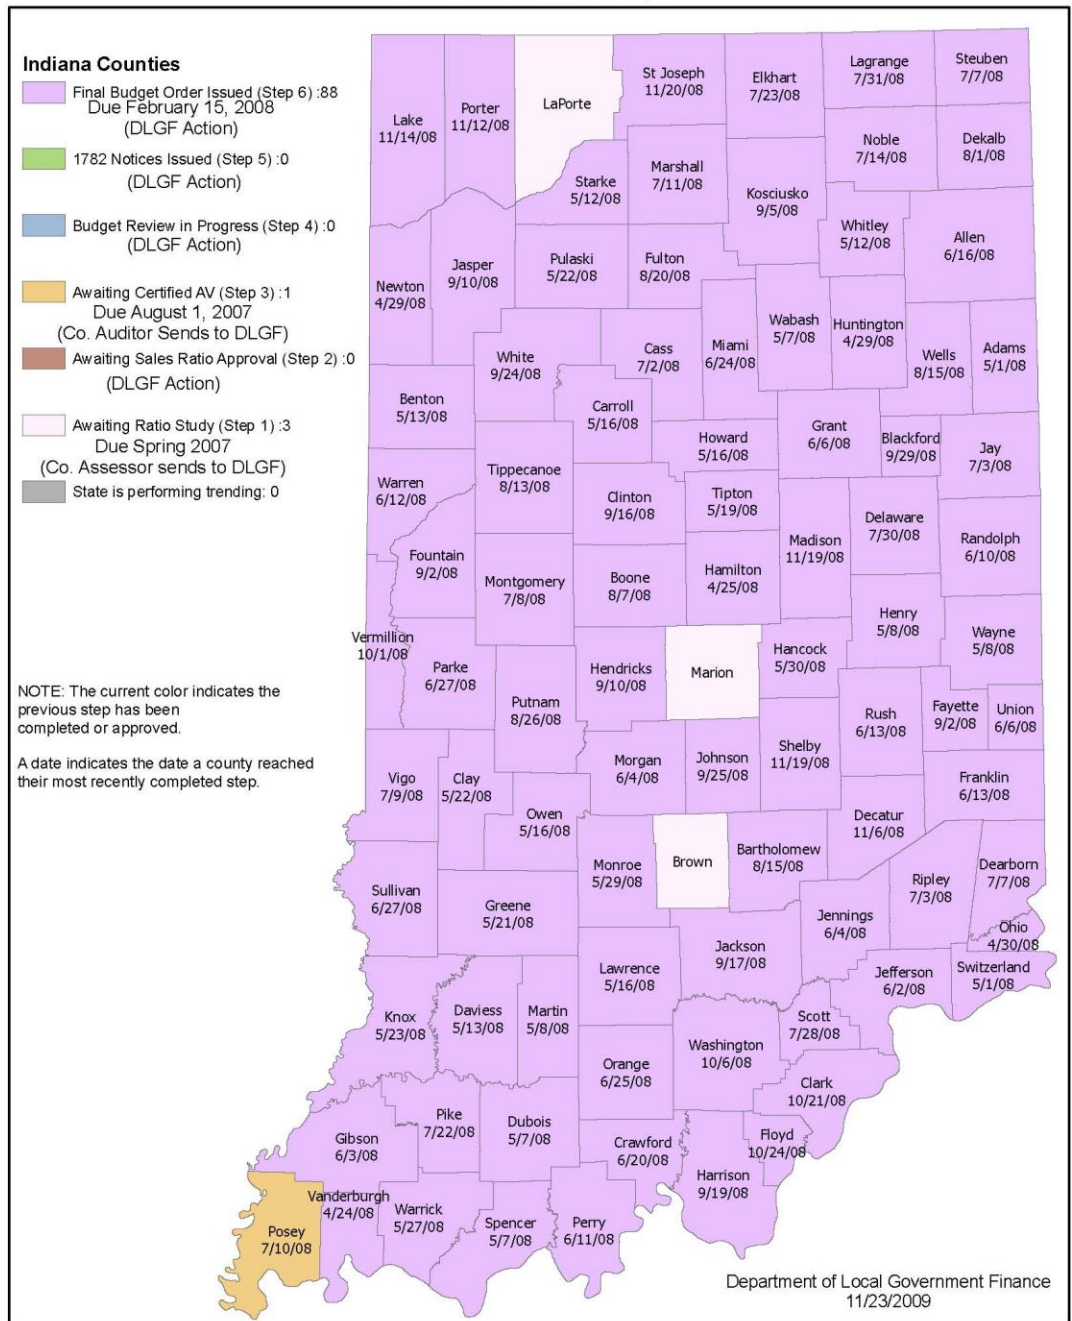 Indiana Counties
Final Budget Order Issued (Step 6) :88
Due February 15, 2008
(DLGF Action)
1782 Notices Issued (Step 5) :0
(DLGF Action)
Budget Review in Progress (Step 4) :0
(DLGF Action)
Awaiting Certified AV (Step 3) :1
Due August 1, 2007
(Co. Auditor Sends to DLGF)
Awaiting Sales Ratio Approval (Step 2) :0
(DLGF Action)
Awaiting Ratio Study (Step 1) :3
Due Spring 2007
(Co. Assessor sends to DLGF)
State is performing trending: 0
NOTE: The current color indicates the
previous step has been
completed or approved.
A date indicates the date a county reached
their most recently completed step.
Lake
11/14/08
Porter
11/12/08
LaPorte
St Joseph
11/20/08
Elkhart
7/23/08
Lagrange
7/31/08
Steuben
7/7/08
Noble
7/14/08
Dekalb
8/1/08
Starke
5/12/08
Marshall
7/11/08
Kosciusko
9/5/08
Whitley
5/12/08
Allen
6/16/08
Newton
4/29/08
Jasper
9/10/08
Pulaski
5/22/08
Fulton
8/20/08
White
9/24/08
Cass
7/2/08
Miami
6/24/08
Wabash
5/7/08
Huntington
4/29/08
Wells
8/15/08
Adams
5/1/08
Benton
5/13/08
Carroll
5/16/08
Howard
5/16/08
Grant
6/6/08
Blackford
9/29/08
Jay
7/3/08
Warren
6/12/08
Tippecanoe
8/13/08
Clinton
9/16/08
Tipton
5/19/08
Madison
11/19/08
Delaware
7/30/08
Randolph
6/10/08
Fountain
9/2/08
Montgomery
7/8/08
Boone
8/7/08
Hamilton
4/25/08
Henry
5/8/08
Wayne
5/8/08
Vermillion
10/1/08
Parke
6/27/08
Putnam
8/26/08
Hendricks
9/10/08
Marion
Hancock
5/30/08
Rush
6/13/08
Fayette
9/2/08
Union
6/6/08
Vigo
7/9/08
Clay
5/22/08
Owen
5/16/08
Morgan
6/4/08
Johnson
9/25/08
Shelby
11/19/08
Franklin
6/13/08
Decatur
11/6/08
Sullivan
6/27/08
Greene
5/21/08
Monroe
5/29/08
Brown
Bartholomew
8/15/08
Ripley
7/3/08
Dearborn
7/7/08
Jennings
6/4/08
Ohio
4/30/08
Jackson
9/17/08
Lawrence
5/16/08
Jefferson
6/2/08
Switzerland
5/1/08
Knox
5/23/08
Daviess
5/13/08
Martin
5/8/08
Scott
7/28/08
Washington
10/6/08
Orange
6/25/08
Clark
10/21/08
Gibson
6/3/08
Pike
7/22/08
Dubois
5/7/08
Crawford
6/20/08
Floyd
10/24/08
Harrison
9/19/08
Posey
7/10/08
Vanderburgh
4/24/08
Warrick
5/27/08
Spencer
5/7/08
Perry
6/11/08
Department of Local Government Finance
11/23/2009